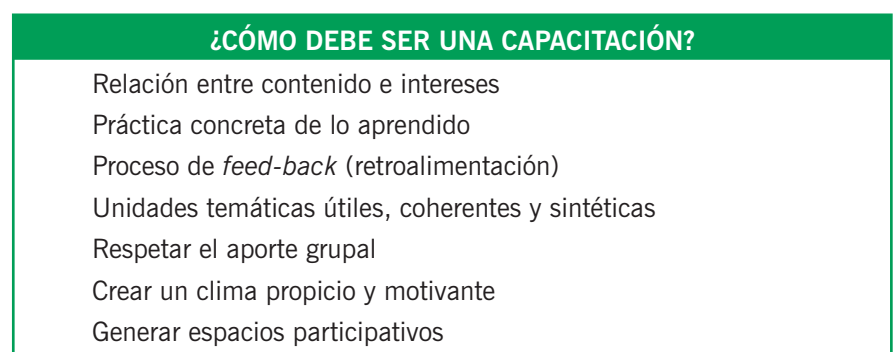 ¿CÓMO DEBE SER UNA CAPACITACIÓN?
Relación entre contenido e intereses
Práctica concreta de lo aprendido
Proceso de feed-back (retroalimentación)
Unidades temáticas útiles, coherentes y sintéticas
Respetar el aporte grupal
Crear un clima propicio y motivante
Generar espacios participativos